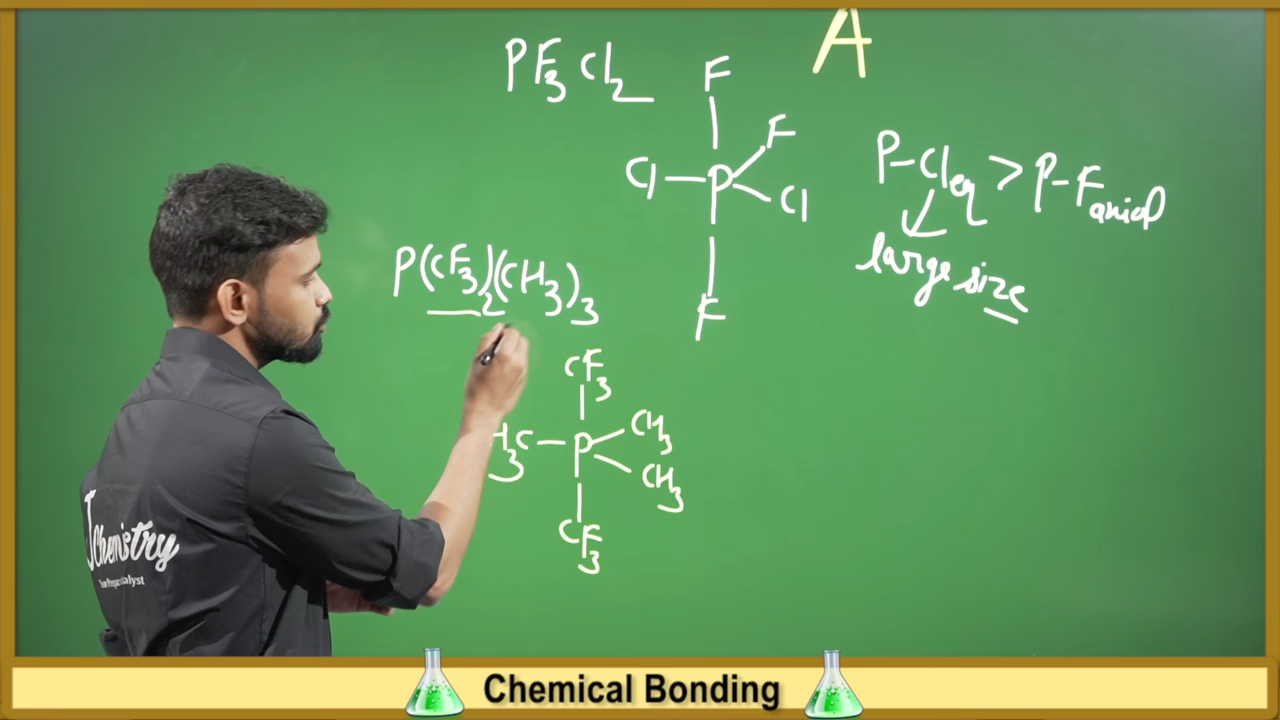 A
PF3Cl2
F
F
Cl-P
Cl
F
P-Cleq > P-Faxial
large size
P(CF3)2(CH3)3
CF3
H3C-P
CH3
CH3
CF3
J Chemistry
Chemical Bonding